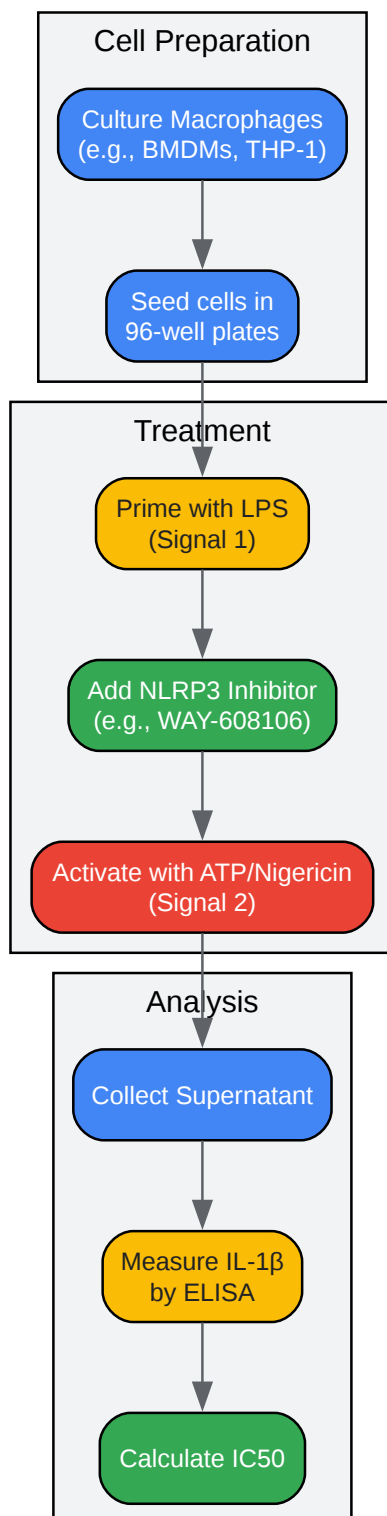 Cell Preparation
Culture Macrophages
(e.g., BMDMs, THP-1)
Seed cells in
96-well plates
Treatment
Prime with LPS
(Signal 1)
Add NLRP3 Inhibitor
(e.g., WAY-608106)
Activate with ATP/Nigericin
(Signal 2)
Analysis
Collect Supernatant
Measure IL-1β
by ELISA
Calculate IC50